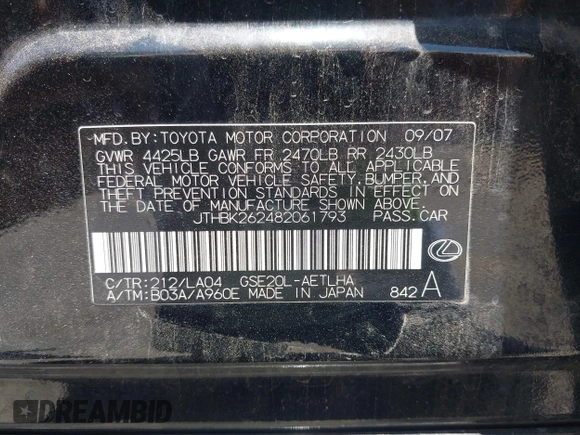 MFD. BY: TOYOTA MOTOR CORPORATION 09/07
GVWR 4425LB GAWR FR 2470LB RR 2430LB
THIS VEHICLE CONFORMS TO ALL APPLICABLE
FEDERAL MOTOR VEHICLE SAFETY, BUMPER, AND
THEFT PREVENTION STANDARDS IN EFFECT ON
THE DATE OF MANUFACTURE SHOWN ABOVE.
JTHBK262482061793 PASS. CAR
C/TR: 212/LA04 GSE20L-AETLHA
A/TM: B03A/A960E MADE IN JAPAN 842 A
DREAMBID